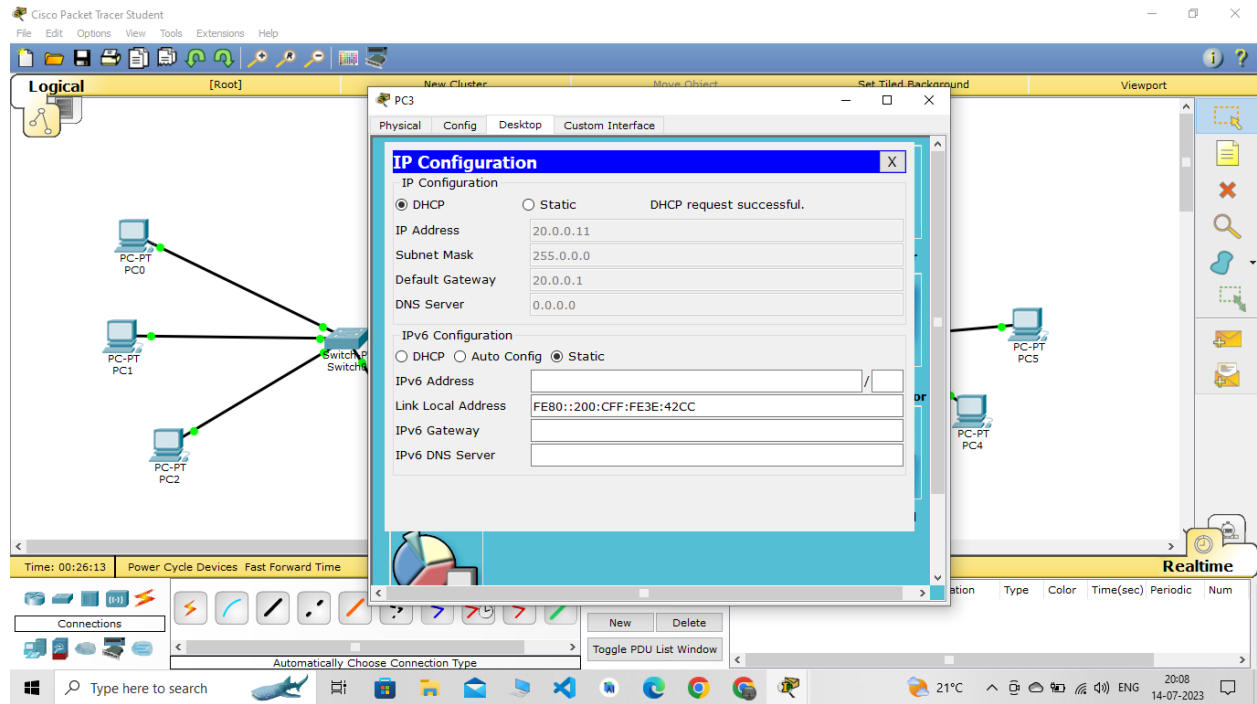 Cisco Packet Tracer Student
File Edit Options View Tools Extensions Help
Logical [Root] New Cluster Move Object Set Tiled Background Viewport
PC3
Physical Config Desktop Custom Interface
IP Configuration X
IP Configuration
DHCP Static DHCP request successful.
IP Address 20.0.0.11
Subnet Mask 255.0.0.0
Default Gateway 20.0.0.1
DNS Server 0.0.0.0
IPv6 Configuration
DHCP Auto Config Static
IPv6 Address /
Link Local Address FE80::200:CFF:FE3E:42CC
IPv6 Gateway
IPv6 DNS Server
or
PC-PT
PC0
PC-PT
PC1
PC-PT
PC2
Switch-P
Switch
PC-PT
PC5
PC-PT
PC4
Time: 00:26:13 Power Cycle Devices Fast Forward Time Realtime
Connections
Automatically Choose Connection Type
New Delete
Toggle PDU List Window
ation Type Color Time(sec) Periodic Num
Type here to search
21°C ENG
20:08
14-07-2023